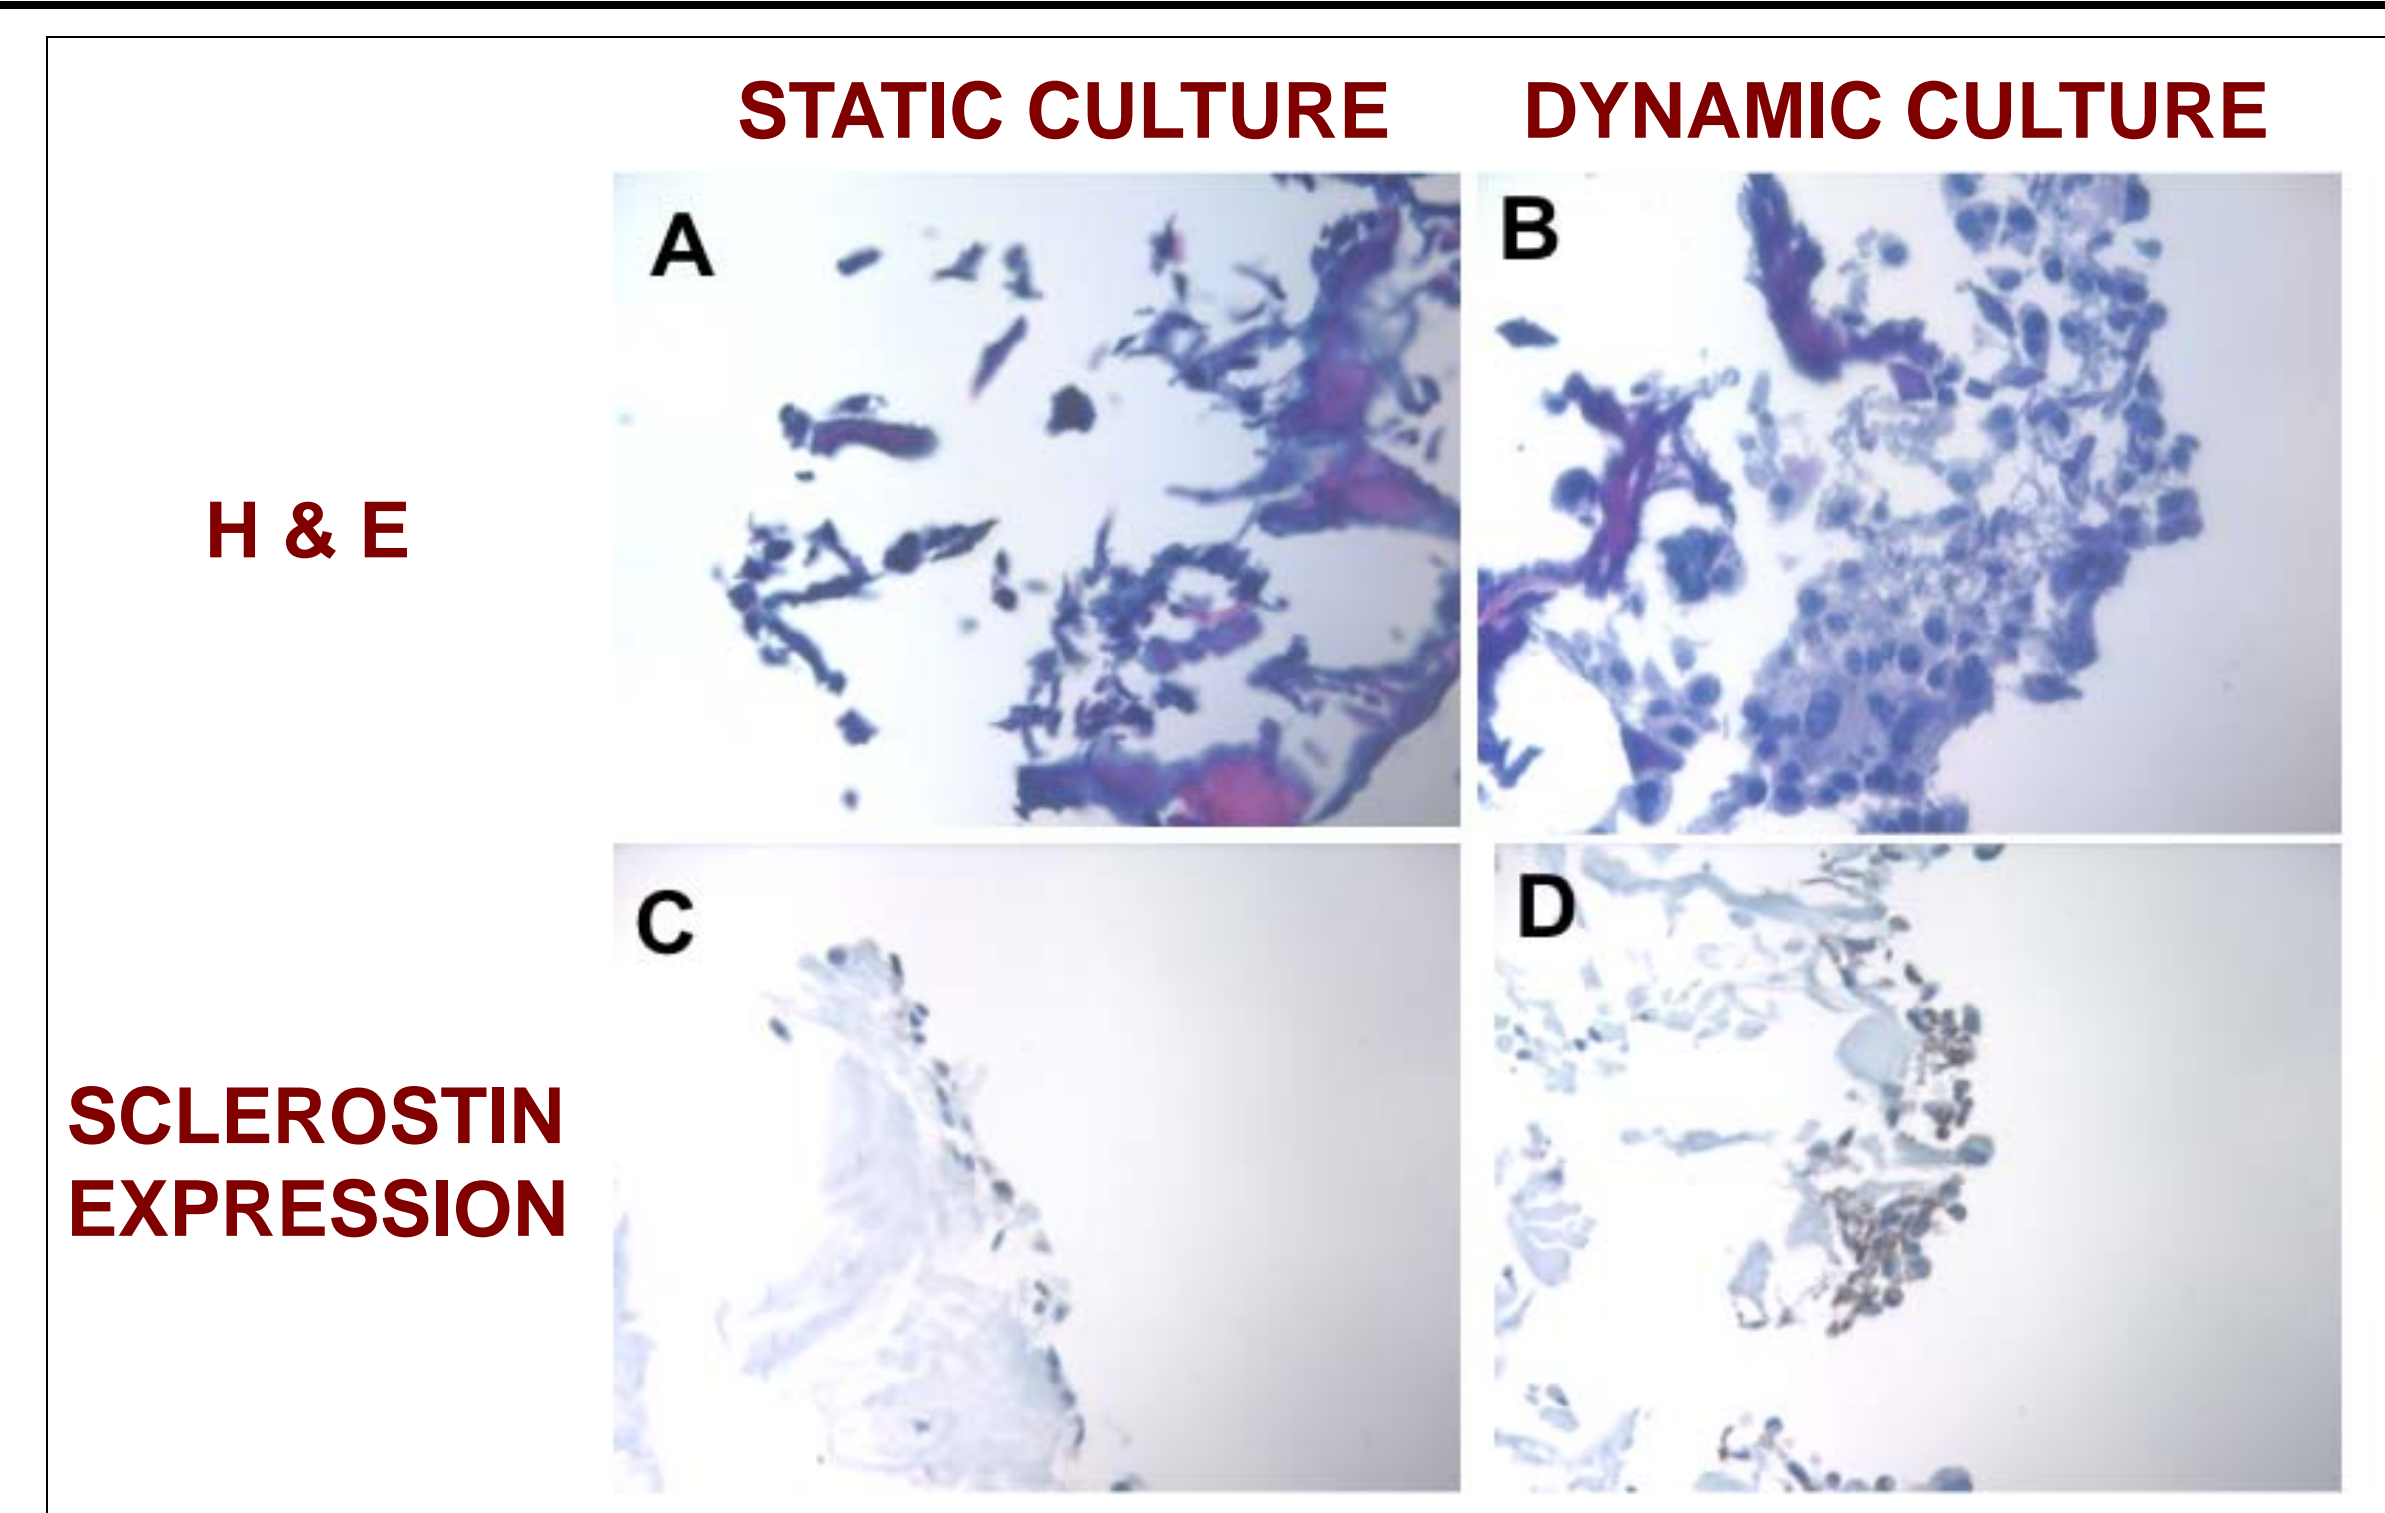 STATIC CULTURE DYNAMIC CULTURE
A B
H & E
C D
SCLEROSTIN
EXPRESSION